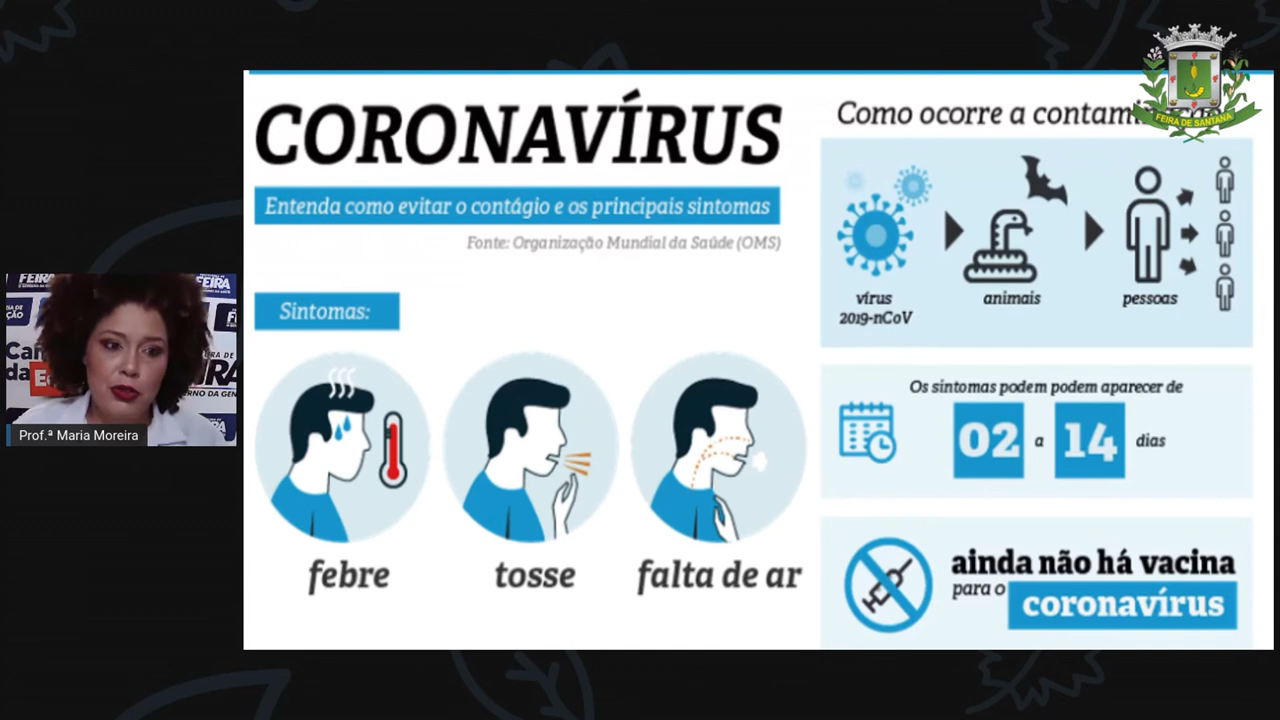 CORONAVÍRUS
Entenda como evitar o contágio e os principais sintomas
Fonte: Organização Mundial da Saúde (OMS)
Sintomas:
febre
tosse
falta de ar
Como ocorre a
vírus
2019-nCoV
animais
pessoas
Os sintomas podem podem aparecer de
02 a 14 dias
ainda não há vacina
para o
coronavírus
FEIRA DE SANTANA
FEIRA
Prof.ª Maria Moreira